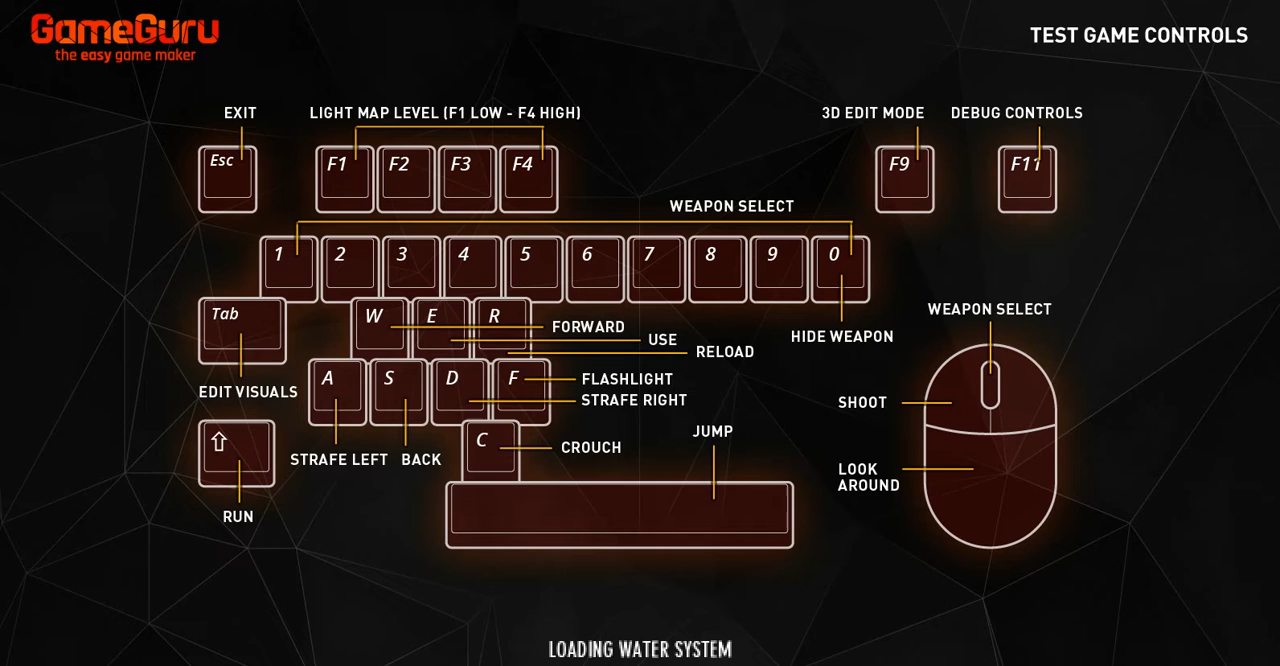 GameGuru
the easy game maker
TEST GAME CONTROLS
EXIT
LIGHT MAP LEVEL (F1 LOW - F4 HIGH)
3D EDIT MODE
DEBUG CONTROLS
Esc
F1
F2
F3
F4
F9
F11
WEAPON SELECT
1
2
3
4
5
6
7
8
9
0
Tab
W
E
R
FORWARD
USE
RELOAD
HIDE WEAPON
WEAPON SELECT
EDIT VISUALS
A
S
D
F
FLASHLIGHT
STRAFE RIGHT
SHOOT
C
CROUCH
JUMP
STRAFE LEFT
BACK
LOOK
AROUND
RUN
LOADING WATER SYSTEM